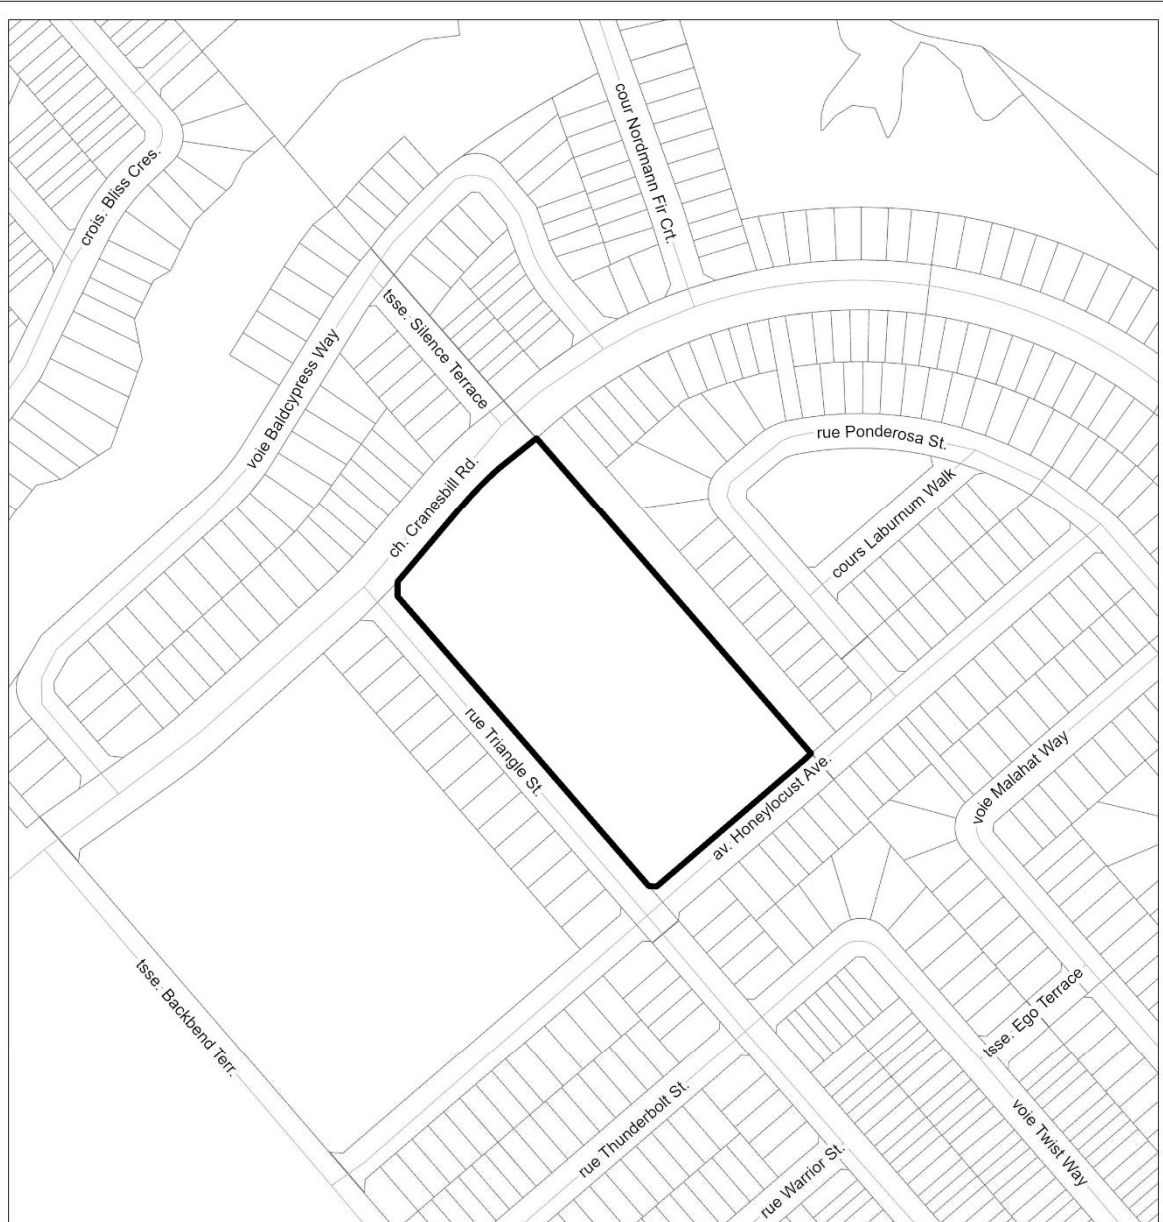 cour Nordmann Fir Crt.
crois. Bliss Cres.
tsse. Silence Terrace
voie Baldcypress Way
rue Ponderosa St.
ch. Cranesbill Rd.
cours Laburnum Walk
rue Triangle St.
av. Honeylocust Ave.
voie Malahat Way
tsse. Backbend Terr.
tsse. Ego Terrace
rue Thunderbolt St.
voie Twist Way
rue Warrior St.